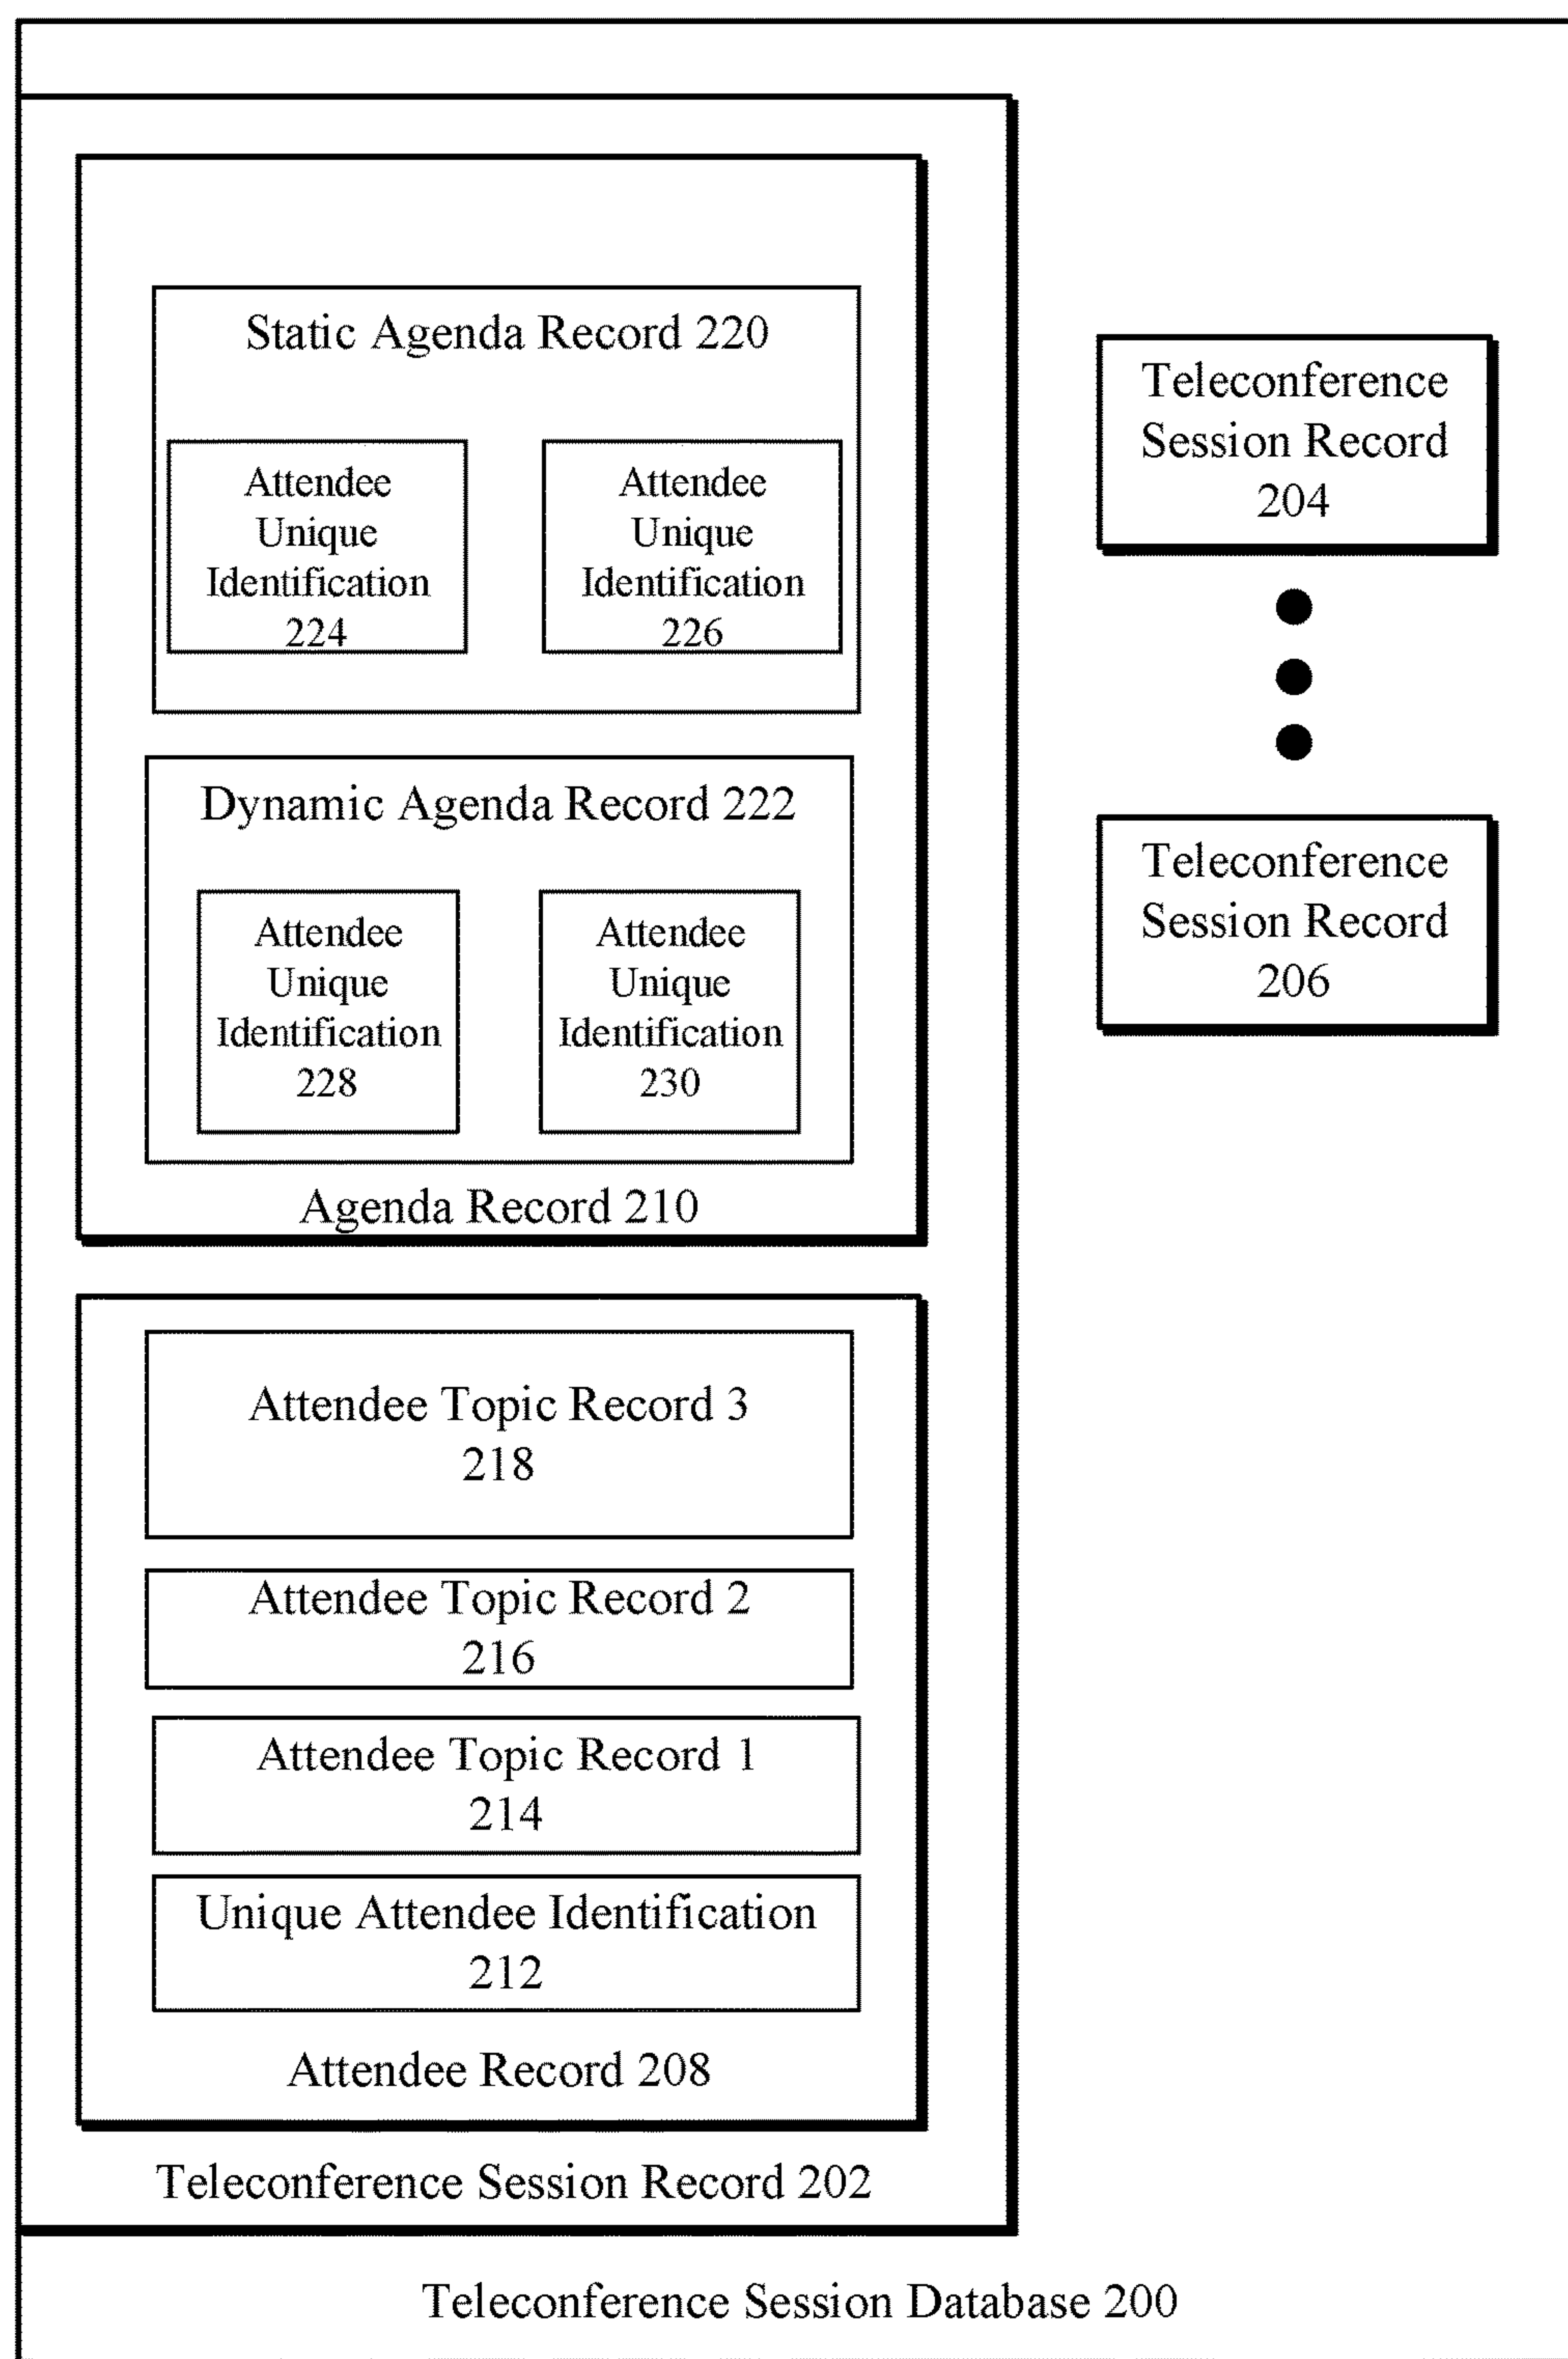 Static Agenda Record 220
Attendee
Unique
Identification
224
Attendee
Unique
Identification
226
Dynamic Agenda Record 222
Attendee
Unique
Identification
228
Attendee
Unique
Identification
230
Agenda Record 210
Attendee Topic Record 3
218
Attendee Topic Record 2
216
Attendee Topic Record 1
214
Unique Attendee Identification
212
Attendee Record 208
Teleconference Session Record 202
Teleconference
Session Record
204
Teleconference
Session Record
206
Teleconference Session Database 200